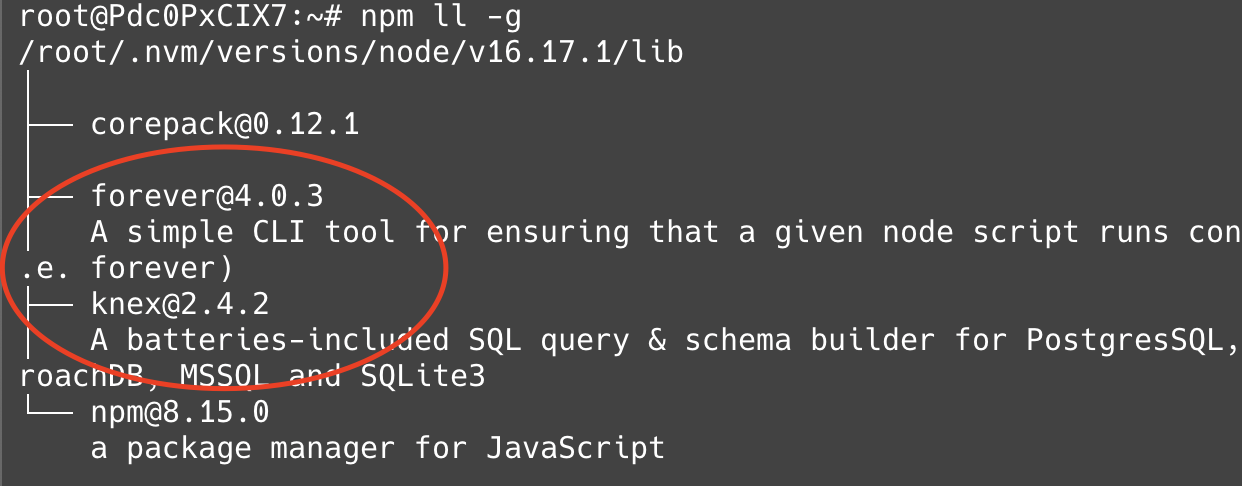 root@Pdc0PxCIX7:~# npm ll -g
/root/.nvm/versions/node/v16.17.1/lib
│
├── corepack@0.12.1
│
├── forever@4.0.3
│   A simple CLI tool for ensuring that a given node script runs con
.e. forever)
├── knex@2.4.2
│   A batteries-included SQL query & schema builder for PostgresSQL,
roachDB, MSSQL and SQLite3
└── npm@8.15.0
    a package manager for JavaScript